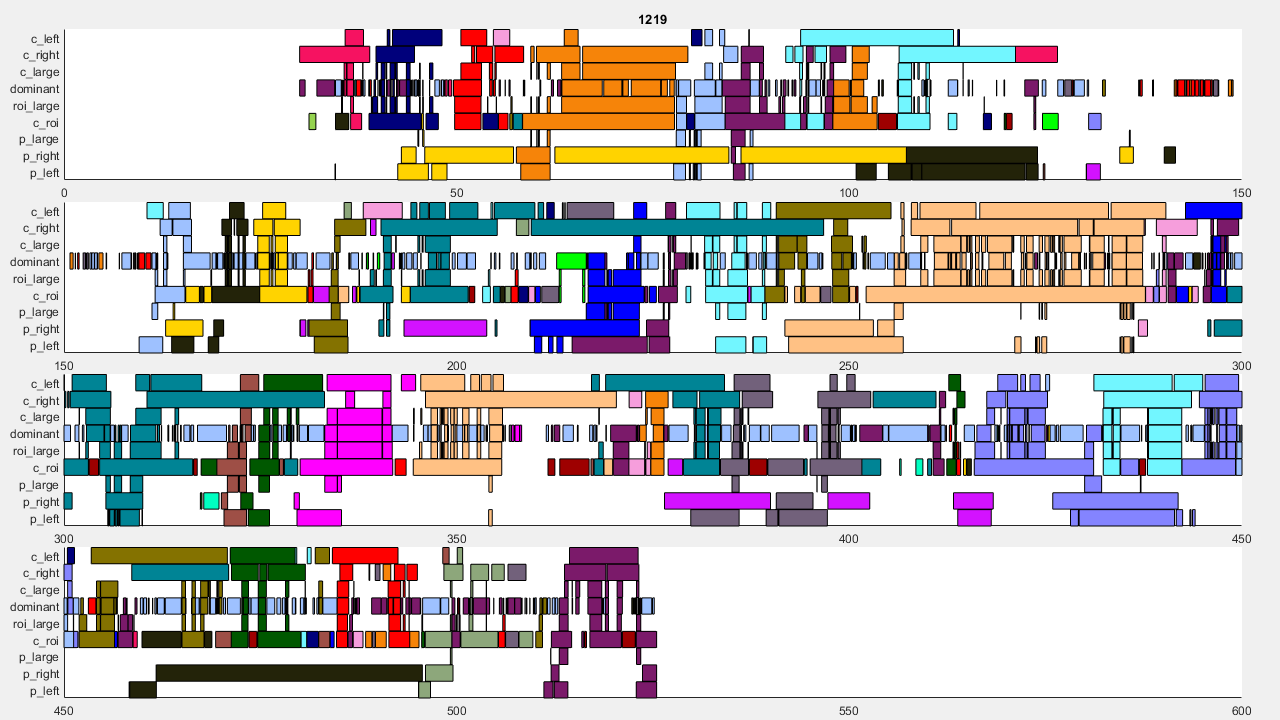 1219
c_left
c_right
c_large
dominant
roi_large
c_roi
p_large
p_right
p_left
0 50 100 150
c_left
c_right
c_large
dominant
roi_large
c_roi
p_large
p_right
p_left
150 200 250 300
c_left
c_right
c_large
dominant
roi_large
c_roi
p_large
p_right
p_left
300 350 400 450
c_left
c_right
c_large
dominant
roi_large
c_roi
p_large
p_right
p_left
450 500 550 600